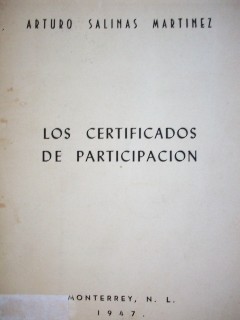 ARTURO SALINAS MARTINEZ
LOS CERTIFICADOS
DE PARTICIPACION
MONTERREY, N. L.
1947